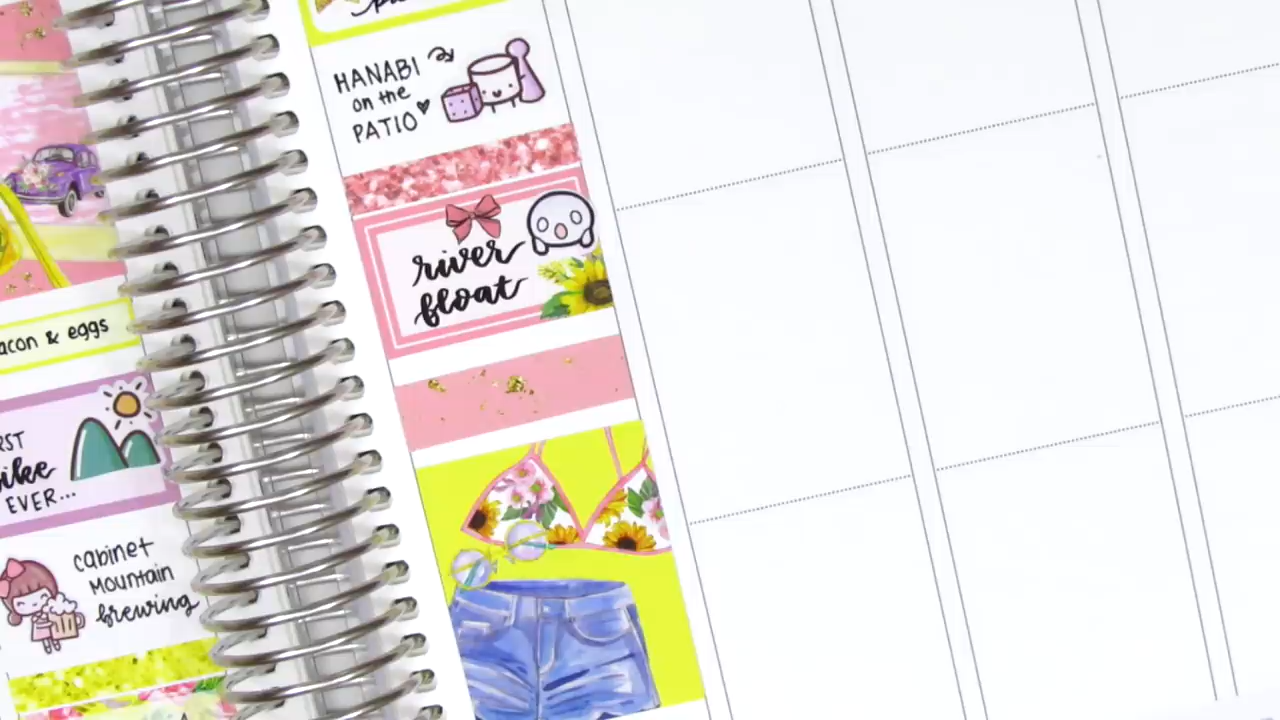 acon & eggs
RST
ike
EVER...
cabinet
MOUNTAIN
brewing
HANABI
on the
PATIO
river
float